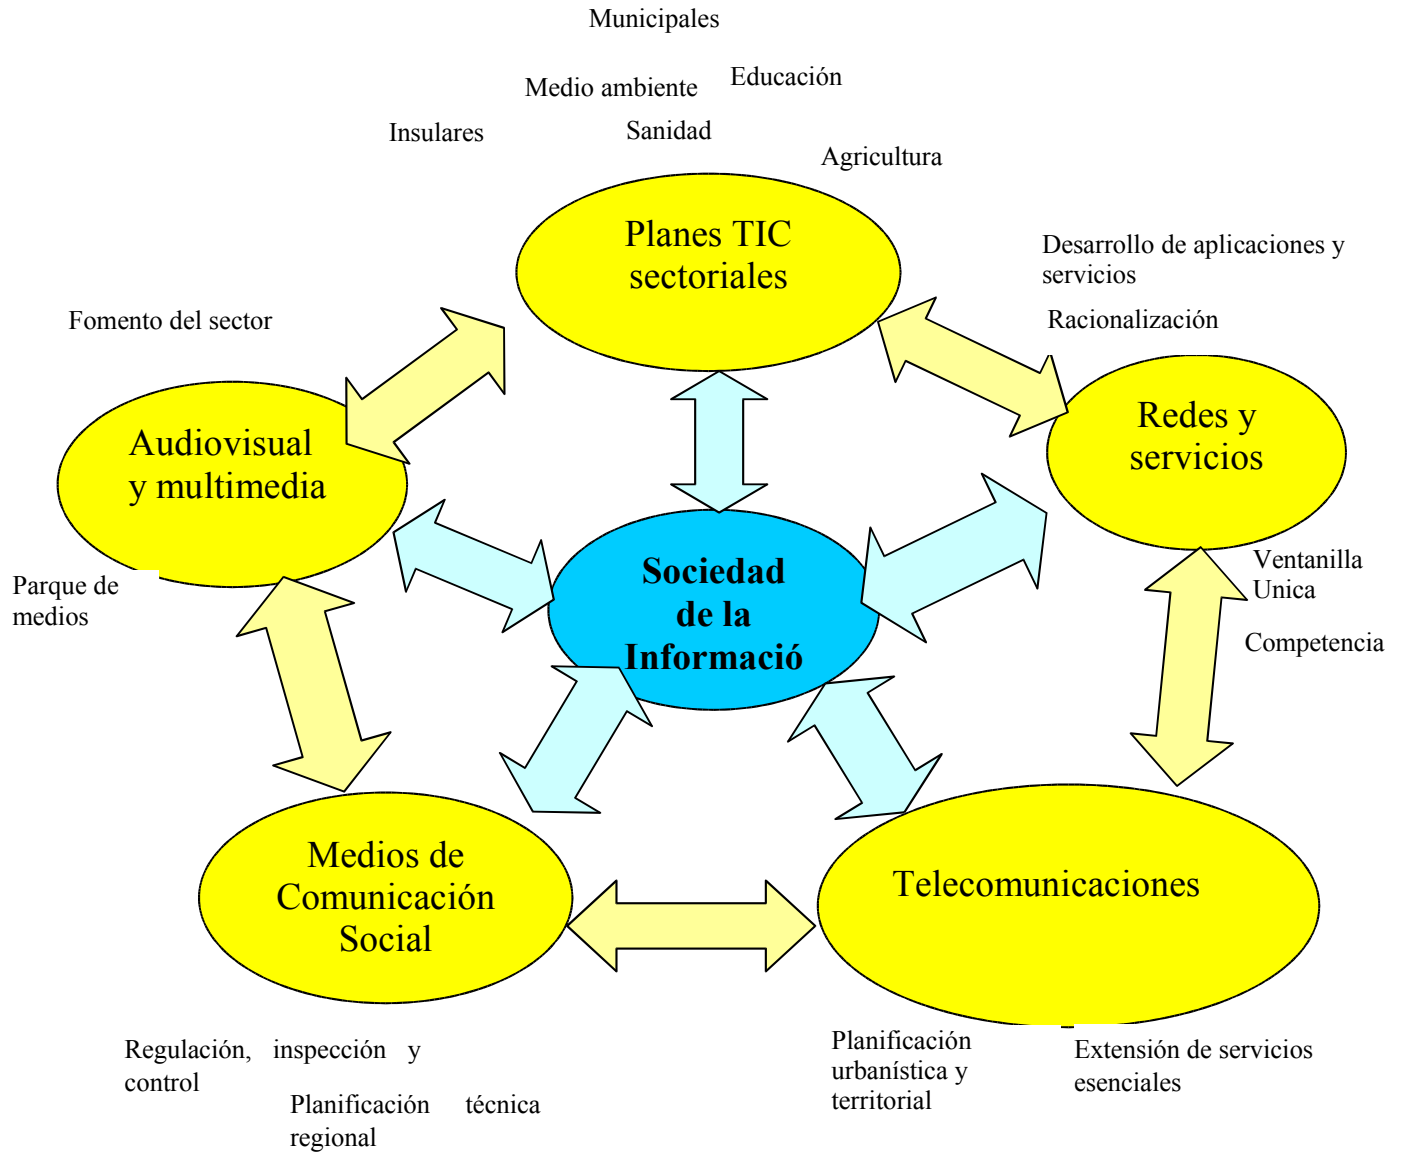 Municipales
Educación
Medio ambiente
Insulares
Sanidad
Agricultura
Planes TIC
sectoriales
Desarrollo de aplicaciones y
servicios
Racionalización
Fomento del sector
Redes y
servicios
Audiovisual
y multimedia
Ventanilla
Unica
Competencia
Parque de
medios
Sociedad
de la
Informació
Medios de
Comunicación
Social
Telecomunicaciones
Regulación, inspección y
control
Planificación técnica
regional
Planificación
urbanística y
territorial
Extensión de servicios
esenciales